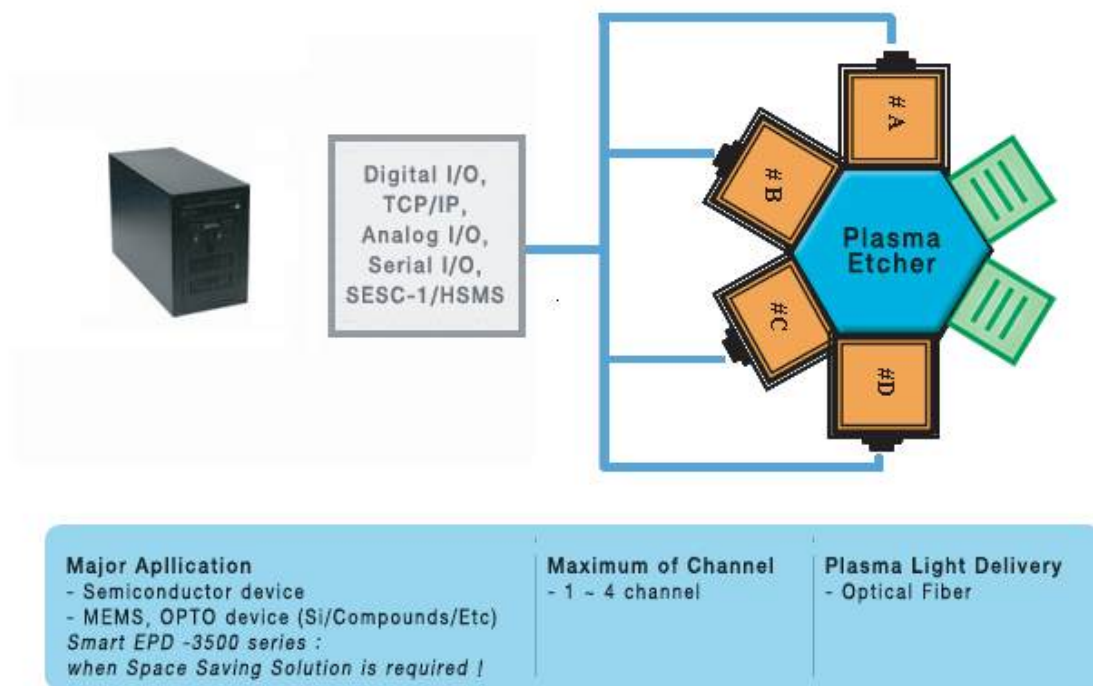 Digital I/O,
TCP/IP,
Analog I/O,
Serial I/O,
SESC-1/HSMS
#A
#B
#C
#D
Plasma
Etcher
Major Apllication
- Semiconductor device
- MEMS, OPTO device (Si/Compounds/Etc)
Smart EPD -3500 series :
when Space Saving Solution is required !
Maximum of Channel
- 1 ~ 4 channel
Plasma Light Delivery
- Optical Fiber